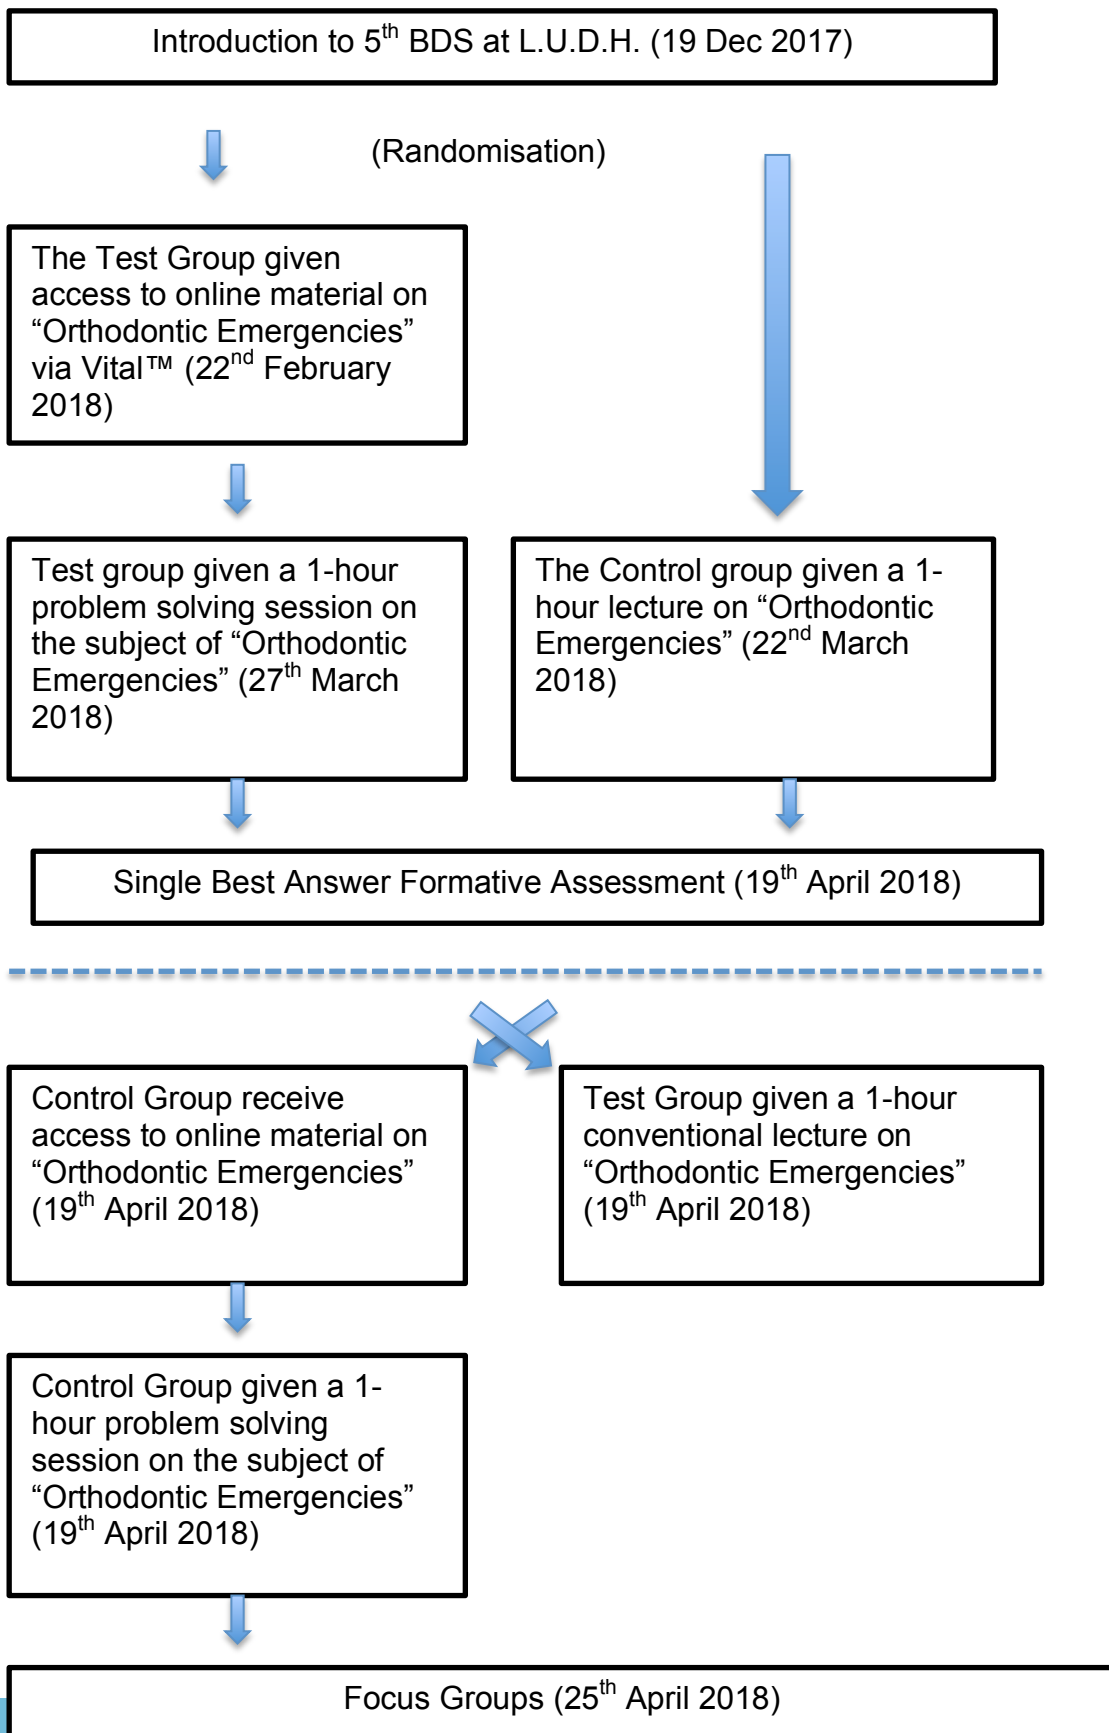 Introduction to 5th BDS at L.U.D.H. (19 Dec 2017)
(Randomisation)
The Test Group given
access to online material on
“Orthodontic Emergencies”
via Vital™ (22nd February
2018)
Test group given a 1-hour
problem solving session on
the subject of “Orthodontic
Emergencies” (27th March
2018)
The Control group given a 1-
hour lecture on “Orthodontic
Emergencies” (22nd March
2018)
Single Best Answer Formative Assessment (19th April 2018)
Control Group receive
access to online material on
“Orthodontic Emergencies”
(19th April 2018)
Test Group given a 1-hour
conventional lecture on
“Orthodontic Emergencies”
(19th April 2018)
Control Group given a 1-
hour problem solving
session on the subject of
“Orthodontic Emergencies”
(19th April 2018)
Focus Groups (25th April 2018)